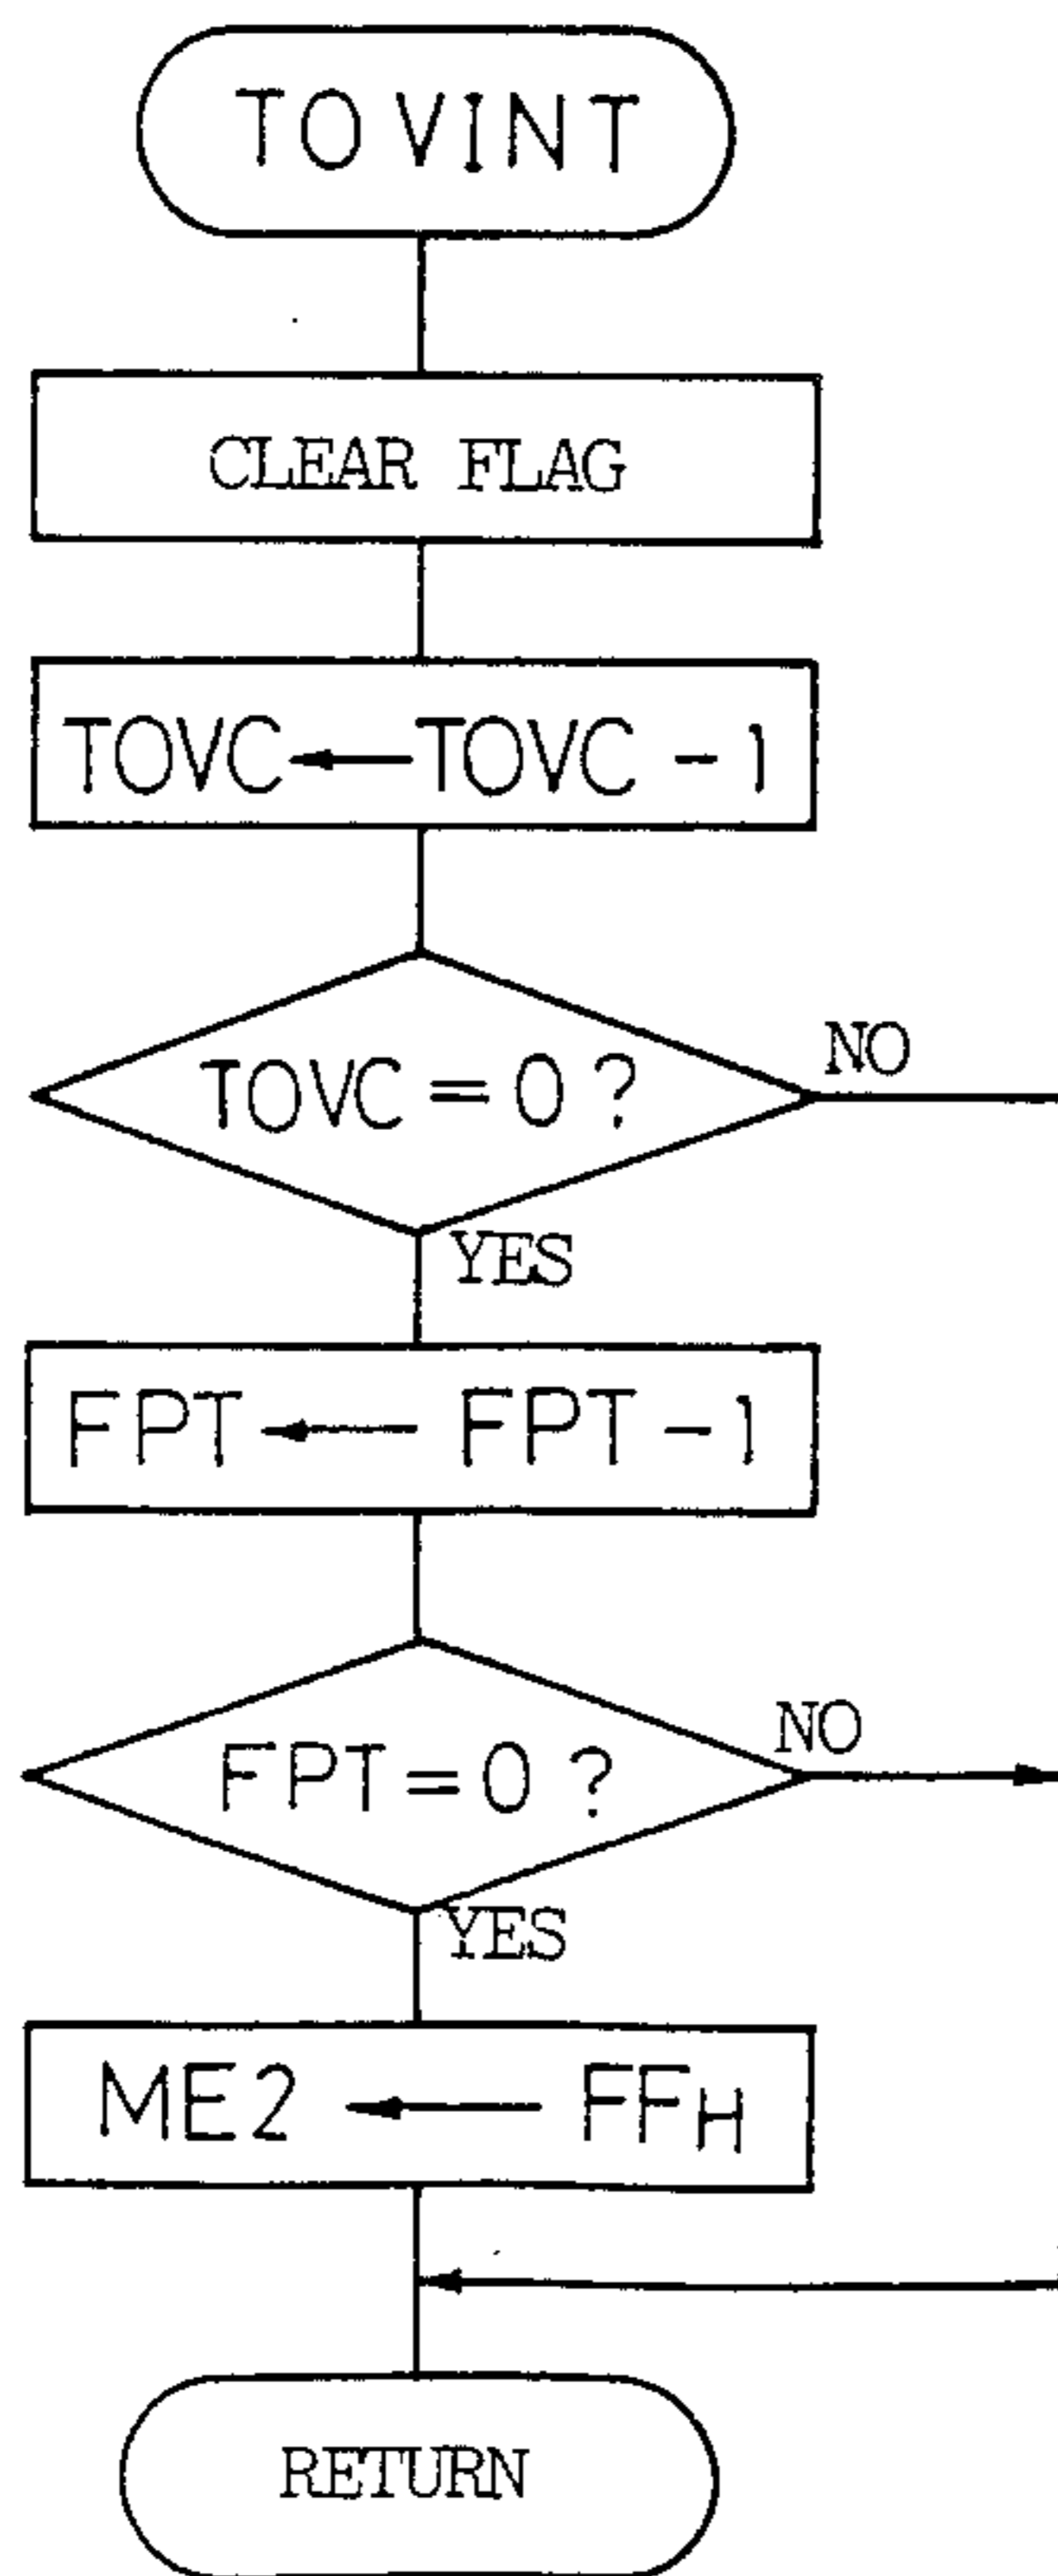 TOVINT
CLEAR FLAG
TOVC ← TOVC - 1
TOVC = 0 ?
NO
YES
FPT ← FPT - 1
FPT = 0 ?
NO
YES
ME2 ← FFH
RETURN